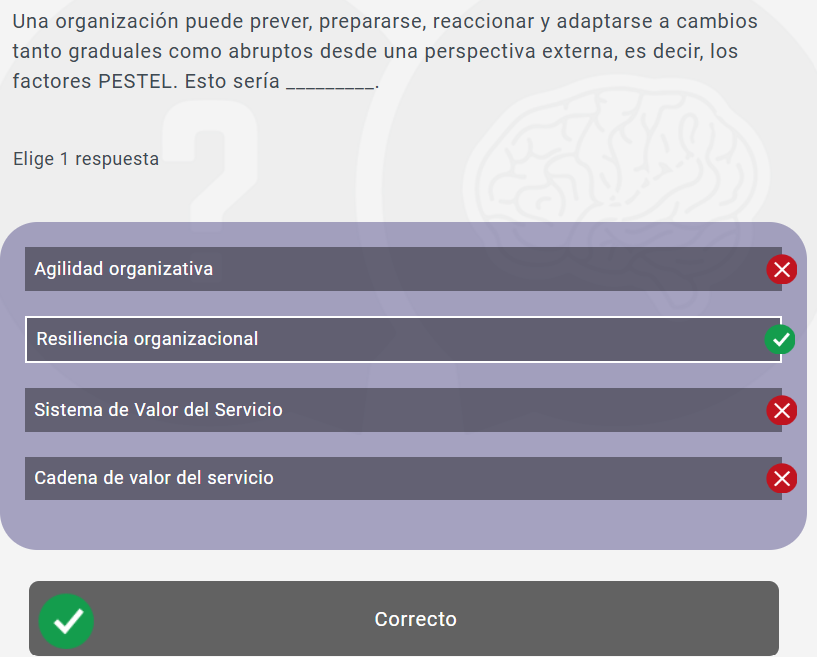 Una organización puede prever, prepararse, reaccionar y adaptarse a cambios
tanto graduales como abruptos desde una perspectiva externa, es decir, los
factores PESTEL. Esto sería _________.
Elige 1 respuesta
Agilidad organizativa
Resiliencia organizacional
Sistema de Valor del Servicio
Cadena de valor del servicio
Correcto